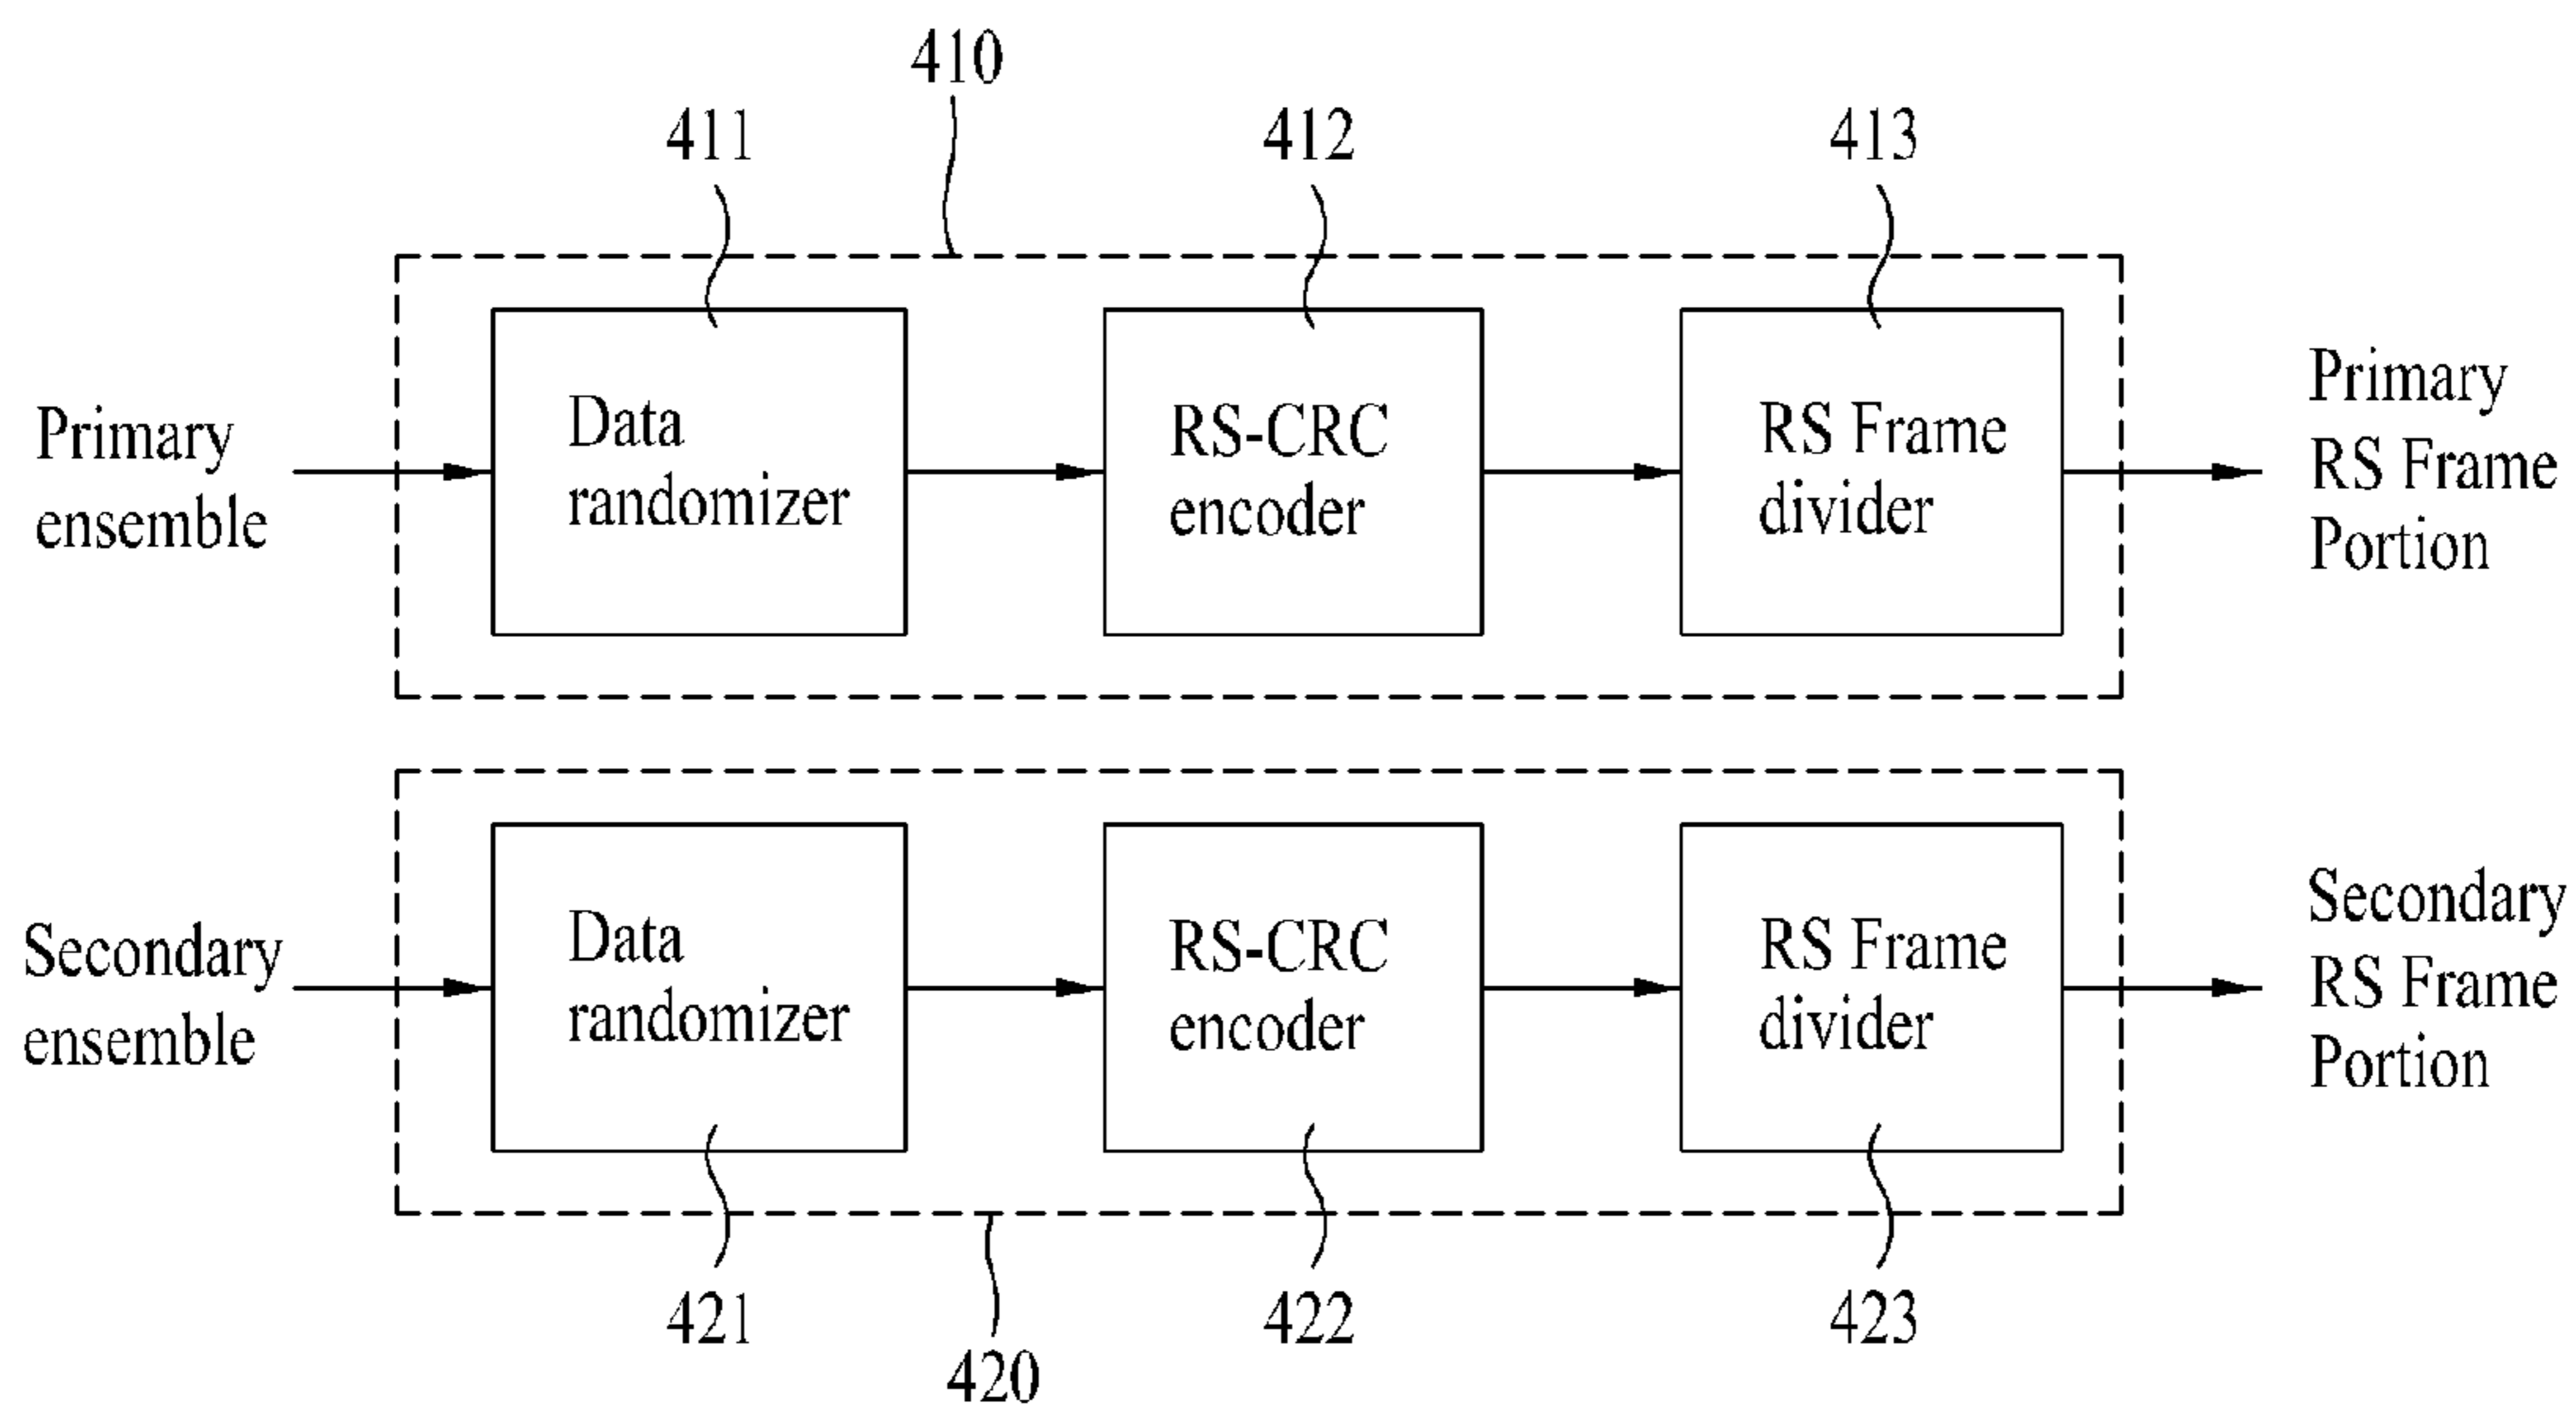 410
411
412
413
Primary
ensemble
Data
randomizer
RS-CRC
encoder
RS Frame
divider
Primary
RS Frame
Portion
Secondary
ensemble
Data
randomizer
RS-CRC
encoder
RS Frame
divider
Secondary
RS Frame
Portion
421
422
423
420